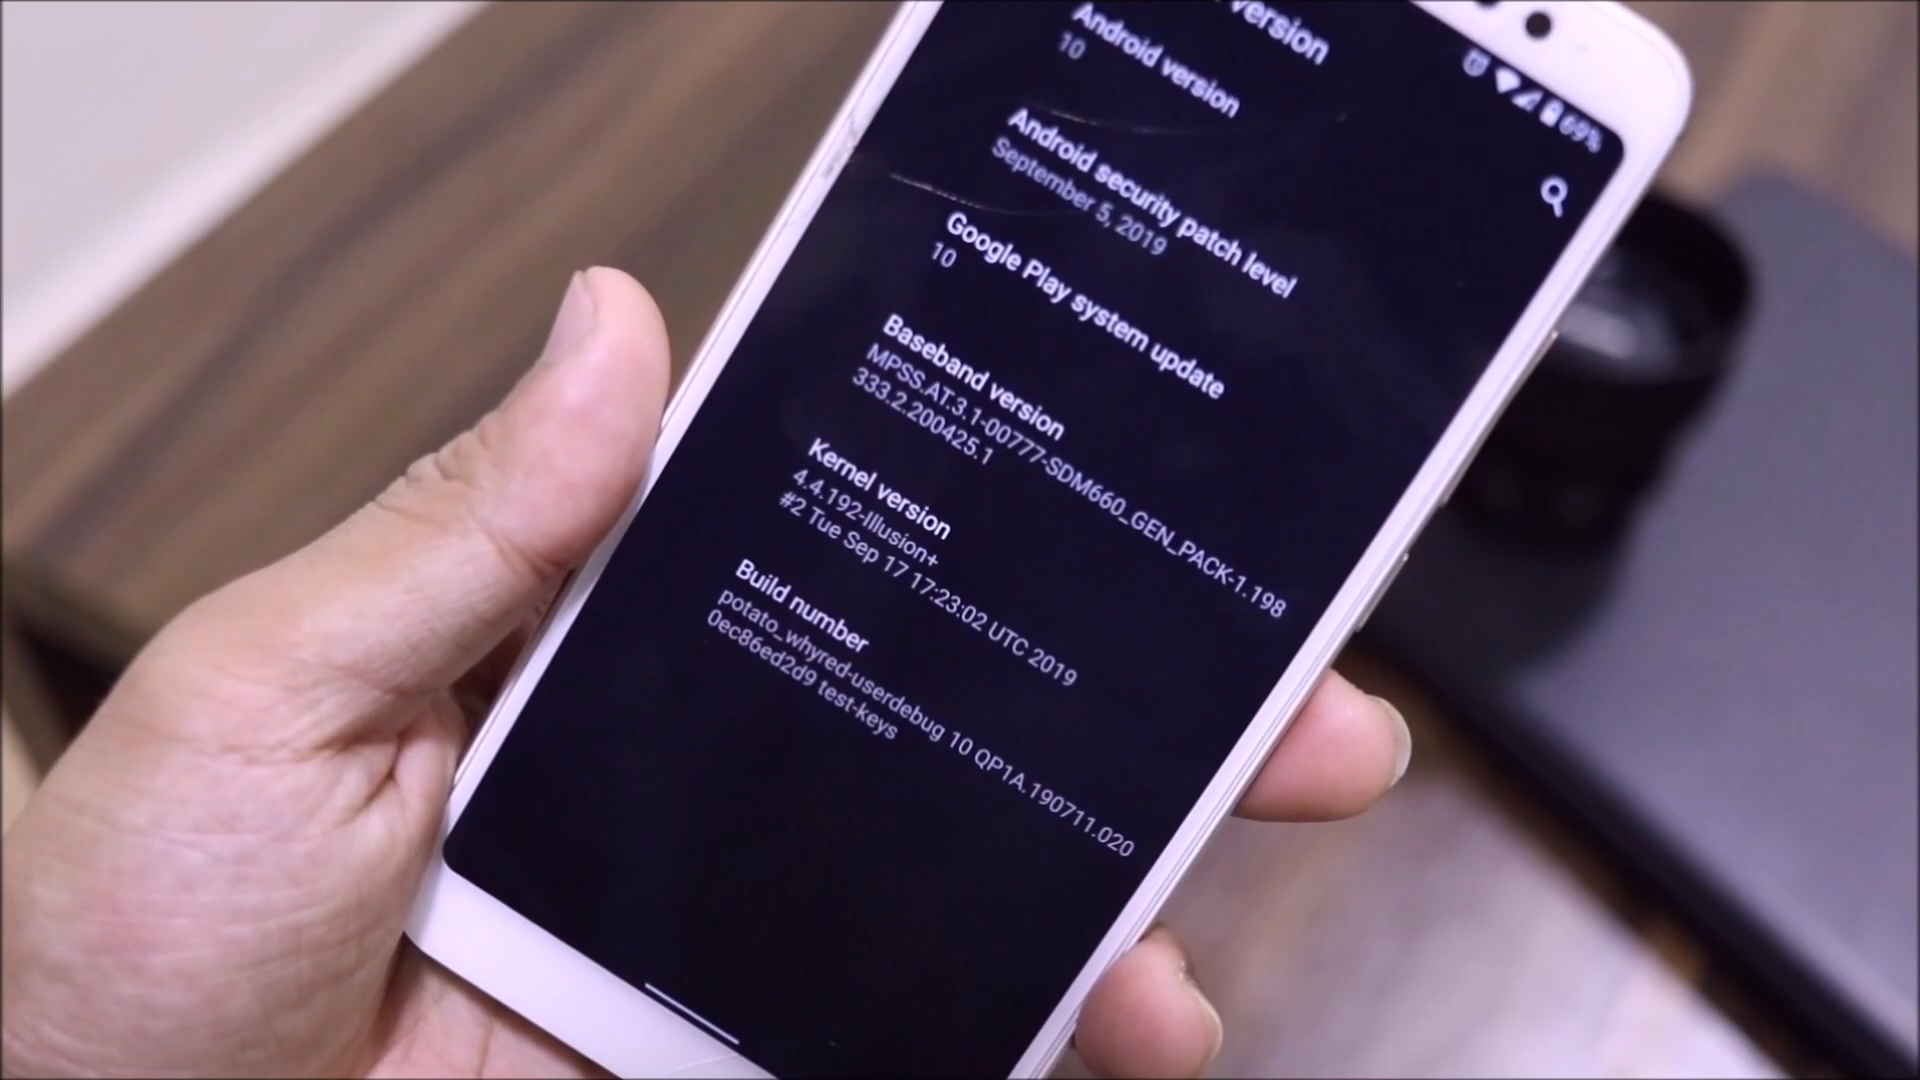 version
69%
Android version
10
Android security patch level
September 5, 2019
Google Play system update
10
Baseband version
MPSS.AT.3.1-00777-SDM660_GEN_PACK-1.198
333.2.200425.1
Kernel version
4.4.192-Illusion+
#2 Tue Sep 17 17:23:02 UTC 2019
Build number
potato_whyred-userdebug 10 QP1A.190711.020
0ec86ed2d9 test-keys